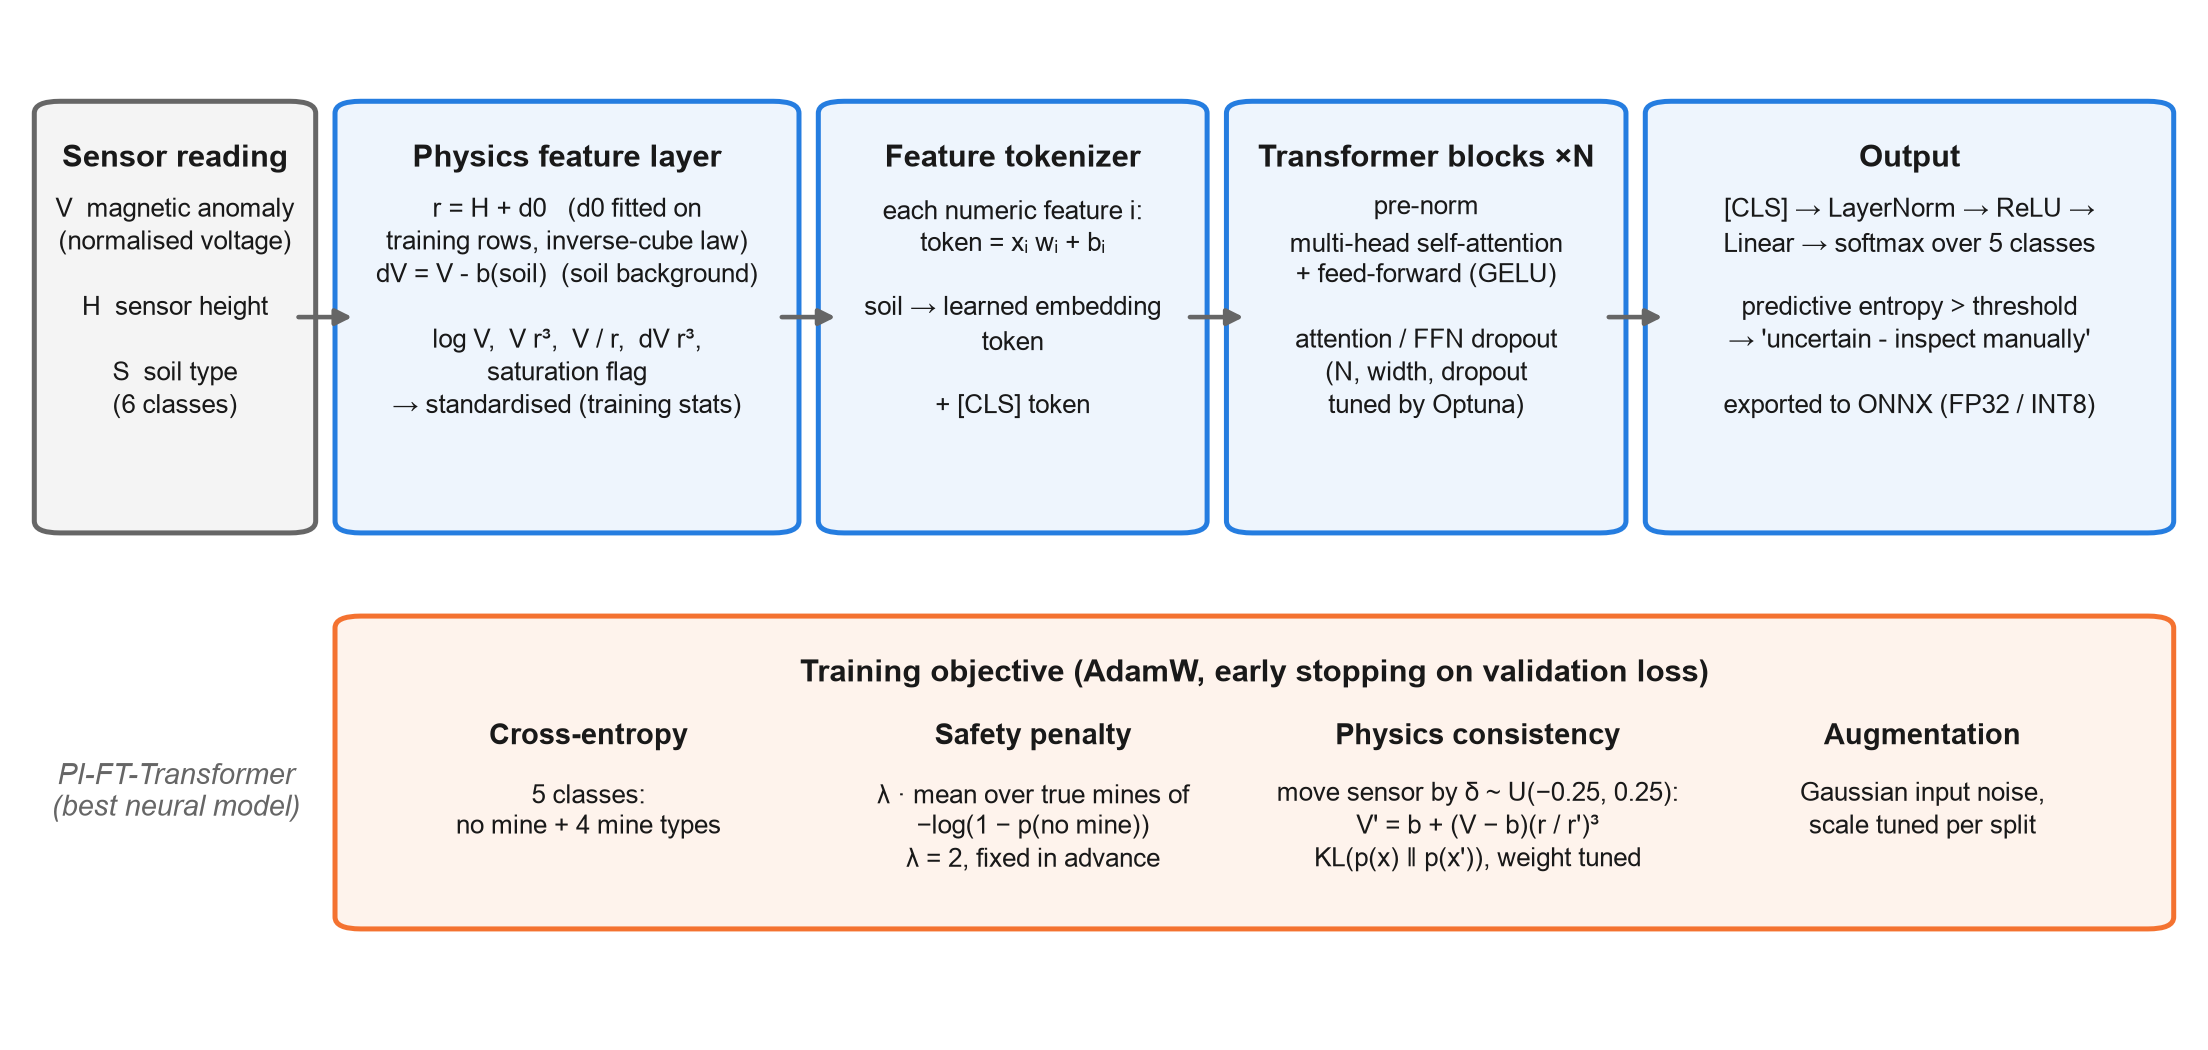 Sensor reading
V  magnetic anomaly
(normalised voltage)
H  sensor height
S  soil type
(6 classes)
Physics feature layer
r = H + d0   (d0 fitted on
training rows, inverse-cube law)
dV = V - b(soil)  (soil background)
log V,  V r³,  V / r,  dV r³,
saturation flag
→ standardised (training stats)
Feature tokenizer
each numeric feature i:
token = xᵢ wᵢ + bᵢ
soil → learned embedding
token
+ [CLS] token
Transformer blocks ×N
pre-norm
multi-head self-attention
+ feed-forward (GELU)
attention / FFN dropout
(N, width, dropout
tuned by Optuna)
Output
[CLS] → LayerNorm → ReLU →
Linear → softmax over 5 classes
predictive entropy > threshold
→ 'uncertain - inspect manually'
exported to ONNX (FP32 / INT8)
PI-FT-Transformer
(best neural model)
Training objective (AdamW, early stopping on validation loss)
Cross-entropy
5 classes:
no mine + 4 mine types
Safety penalty
λ · mean over true mines of
−log(1 − p(no mine))
λ = 2, fixed in advance
Physics consistency
move sensor by δ ~ U(−0.25, 0.25):
V' = b + (V − b)(r / r')³
KL(p(x) ‖ p(x')), weight tuned
Augmentation
Gaussian input noise,
scale tuned per split